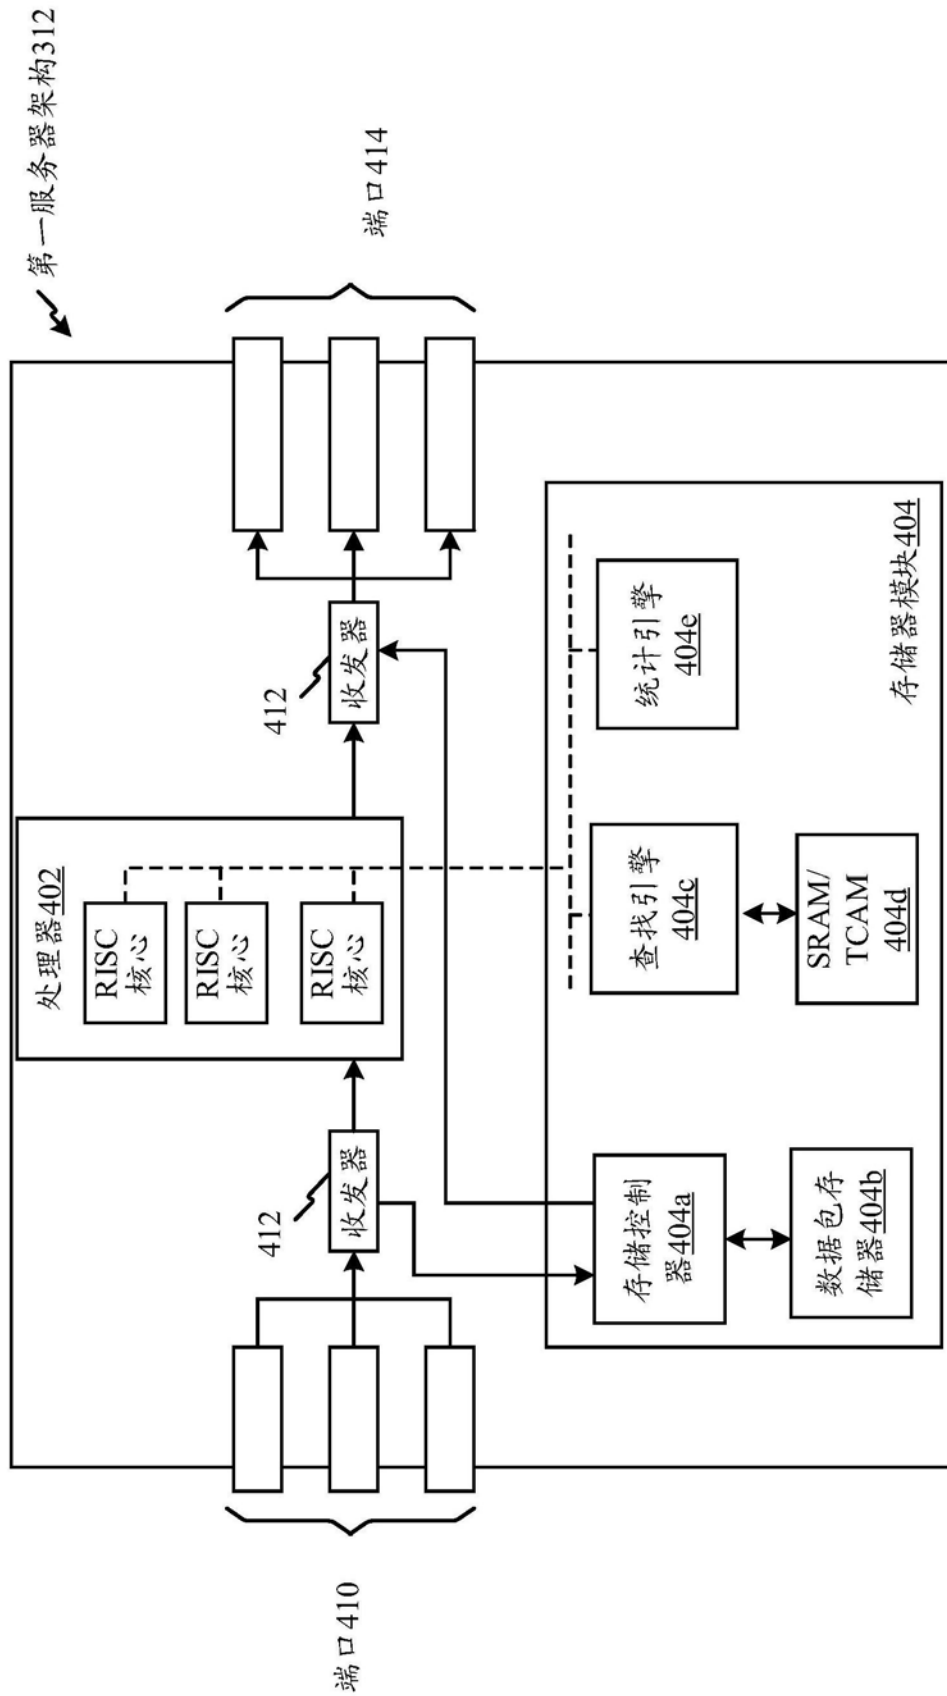 第一服务器架构312
处理器402
RISC
核心
RISC
核心
RISC
核心
412
收发器
412
收发器
端口410
端口414
存储控制
器404a
数据包存
储器404b
查找引擎
404c
SRAM/
TCAM
404d
统计引擎
404e
存储器模块404